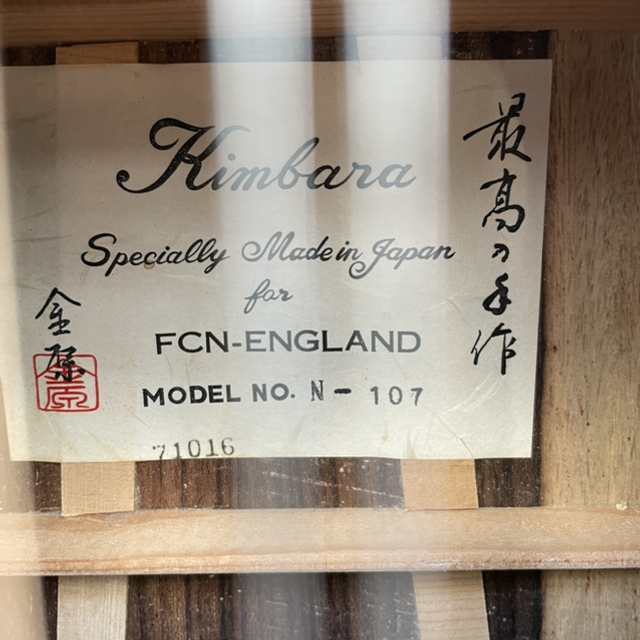 Kimbara
Specially Made in Japan
for
FCN-ENGLAND
MODEL NO. N - 107
71016
最高の手作
金原